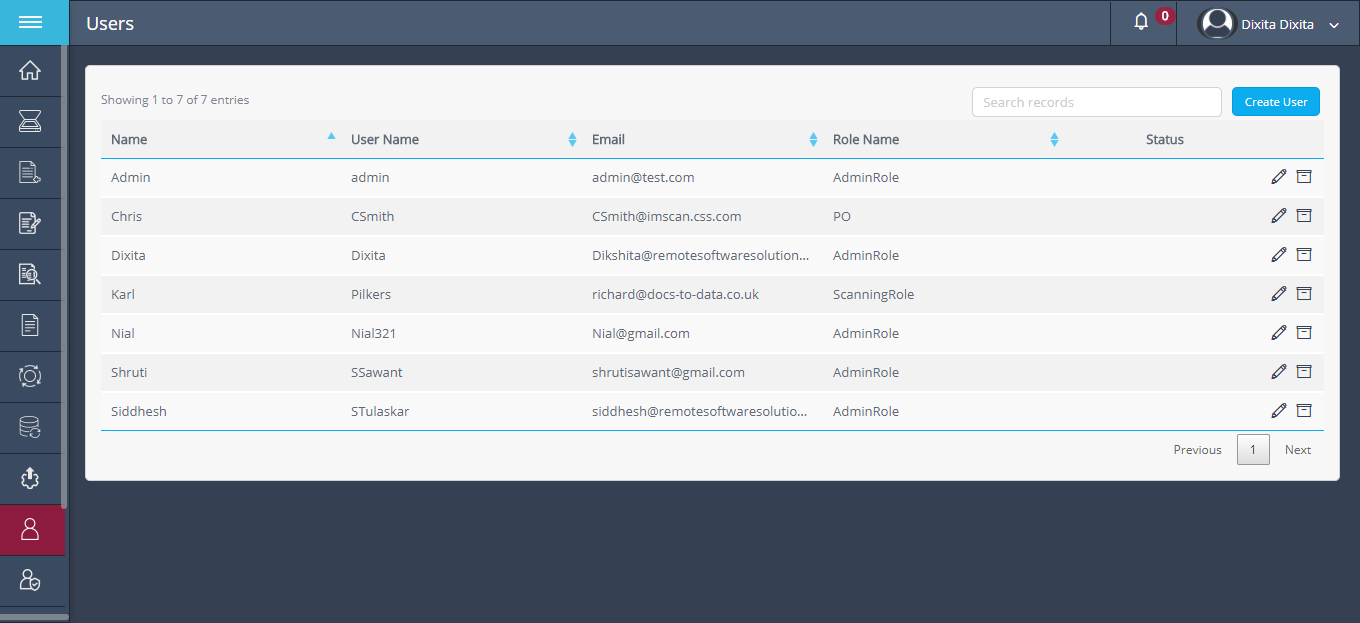 Users
0
Dixita Dixita
Showing 1 to 7 of 7 entries
Search records
Create User
Name User Name Email Role Name Status
Admin admin admin@test.com AdminRole
Chris CSmith CSmith@imscan.css.com PO
Dixita Dixita Dikshita@remotesoftwaresolution... AdminRole
Karl Pilkers richard@docs-to-data.co.uk ScanningRole
Nial Nial321 Nial@gmail.com AdminRole
Shruti SSawant shrutisawant@gmail.com AdminRole
Siddhesh STulaskar siddhesh@remotesoftwaresolutio... AdminRole
Previous 1 Next